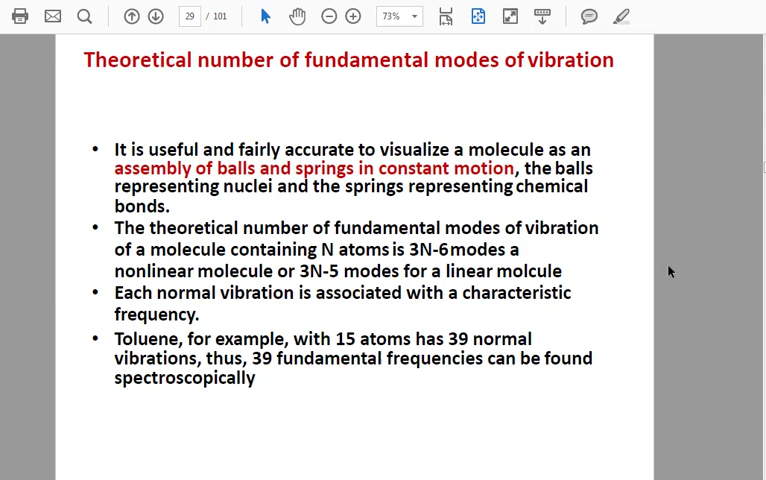 29 / 101
73%
Theoretical number of fundamental modes of vibration
• It is useful and fairly accurate to visualize a molecule as an
assembly of balls and springs in constant motion, the balls
representing nuclei and the springs representing chemical
bonds.
• The theoretical number of fundamental modes of vibration
of a molecule containing N atoms is 3N-6 modes a
nonlinear molecule or 3N-5 modes for a linear molcule
• Each normal vibration is associated with a characteristic
frequency.
• Toluene, for example, with 15 atoms has 39 normal
vibrations, thus, 39 fundamental frequencies can be found
spectroscopically